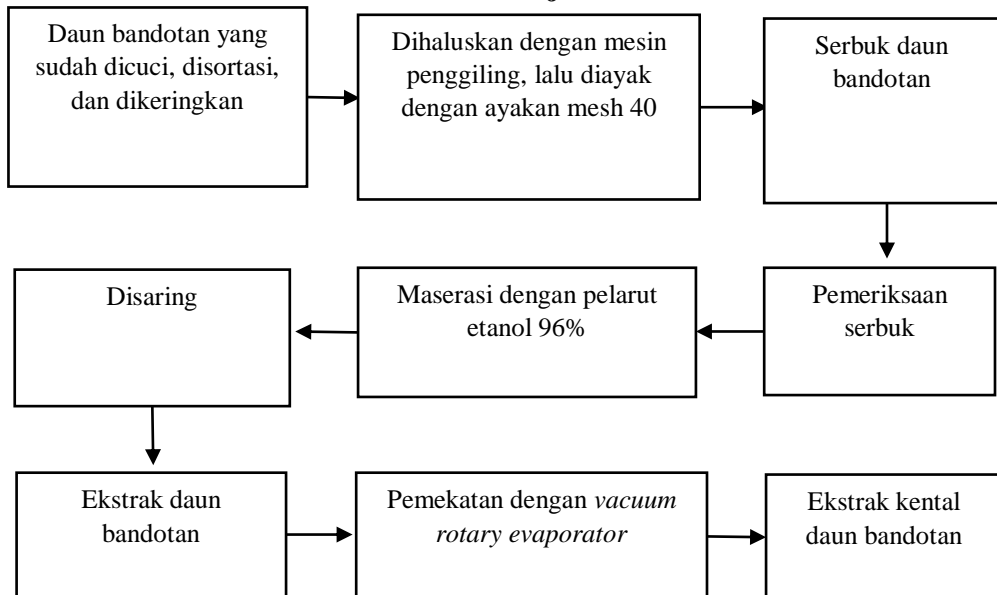 Daun bandotan yang
sudah dicuci, disortasi,
dan dikeringkan
Dihaluskan dengan mesin
penggiling, lalu diayak
dengan ayakan mesh 40
Serbuk daun
bandotan
Pemeriksaan
serbuk
Maserasi dengan pelarut
etanol 96%
Disaring
Ekstrak daun
bandotan
Pemekatan dengan vacuum
rotary evaporator
Ekstrak kental
daun bandotan